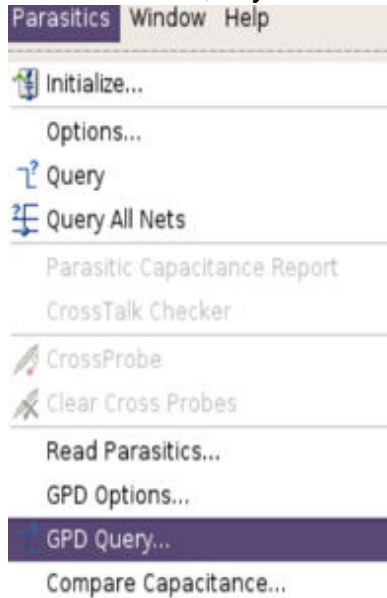 Parasitics Window Help
Initialize...
Options...
Query
Query All Nets
Parasitic Capacitance Report
CrossTalk Checker
CrossProbe
Clear Cross Probes
Read Parasitics...
GPD Options...
GPD Query...
Compare Capacitance...